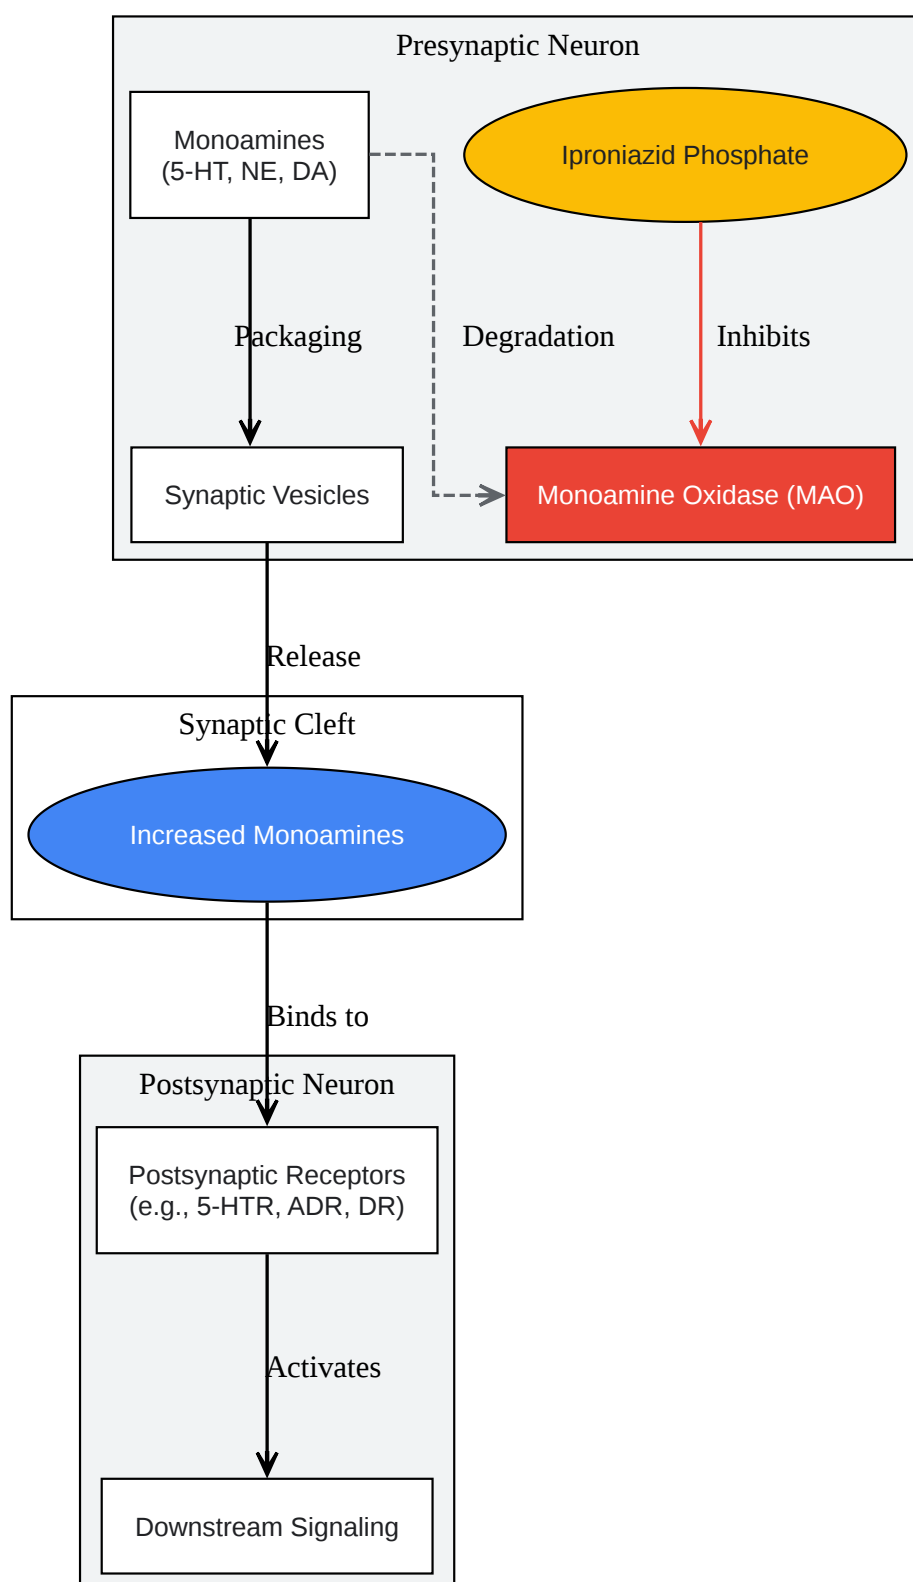 Presynaptic Neuron
Monoamines
(5-HT, NE, DA)
Iproniazid Phosphate
Packaging
Degradation
Inhibits
Synaptic Vesicles
Monoamine Oxidase (MAO)
Release
Synaptic Cleft
Increased Monoamines
Binds to
Postsynaptic Neuron
Postsynaptic Receptors
(e.g., 5-HTR, ADR, DR)
Activates
Downstream Signaling